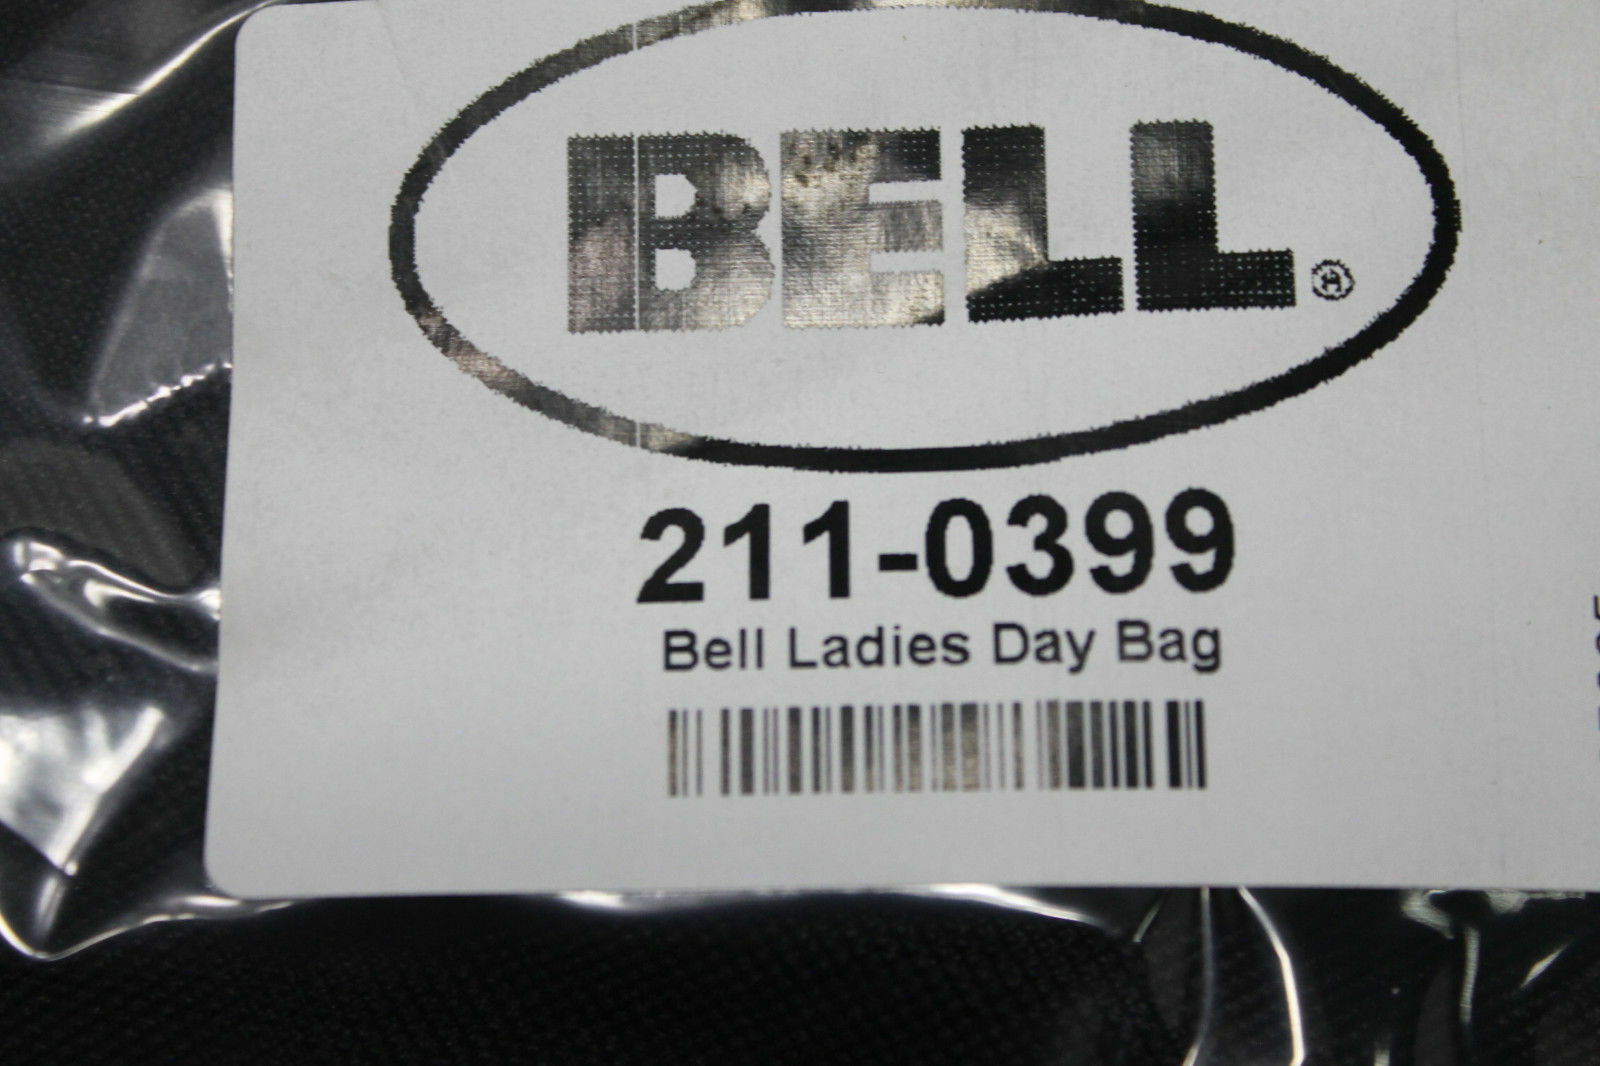 BELL®
211-0399
Bell Ladies Day Bag